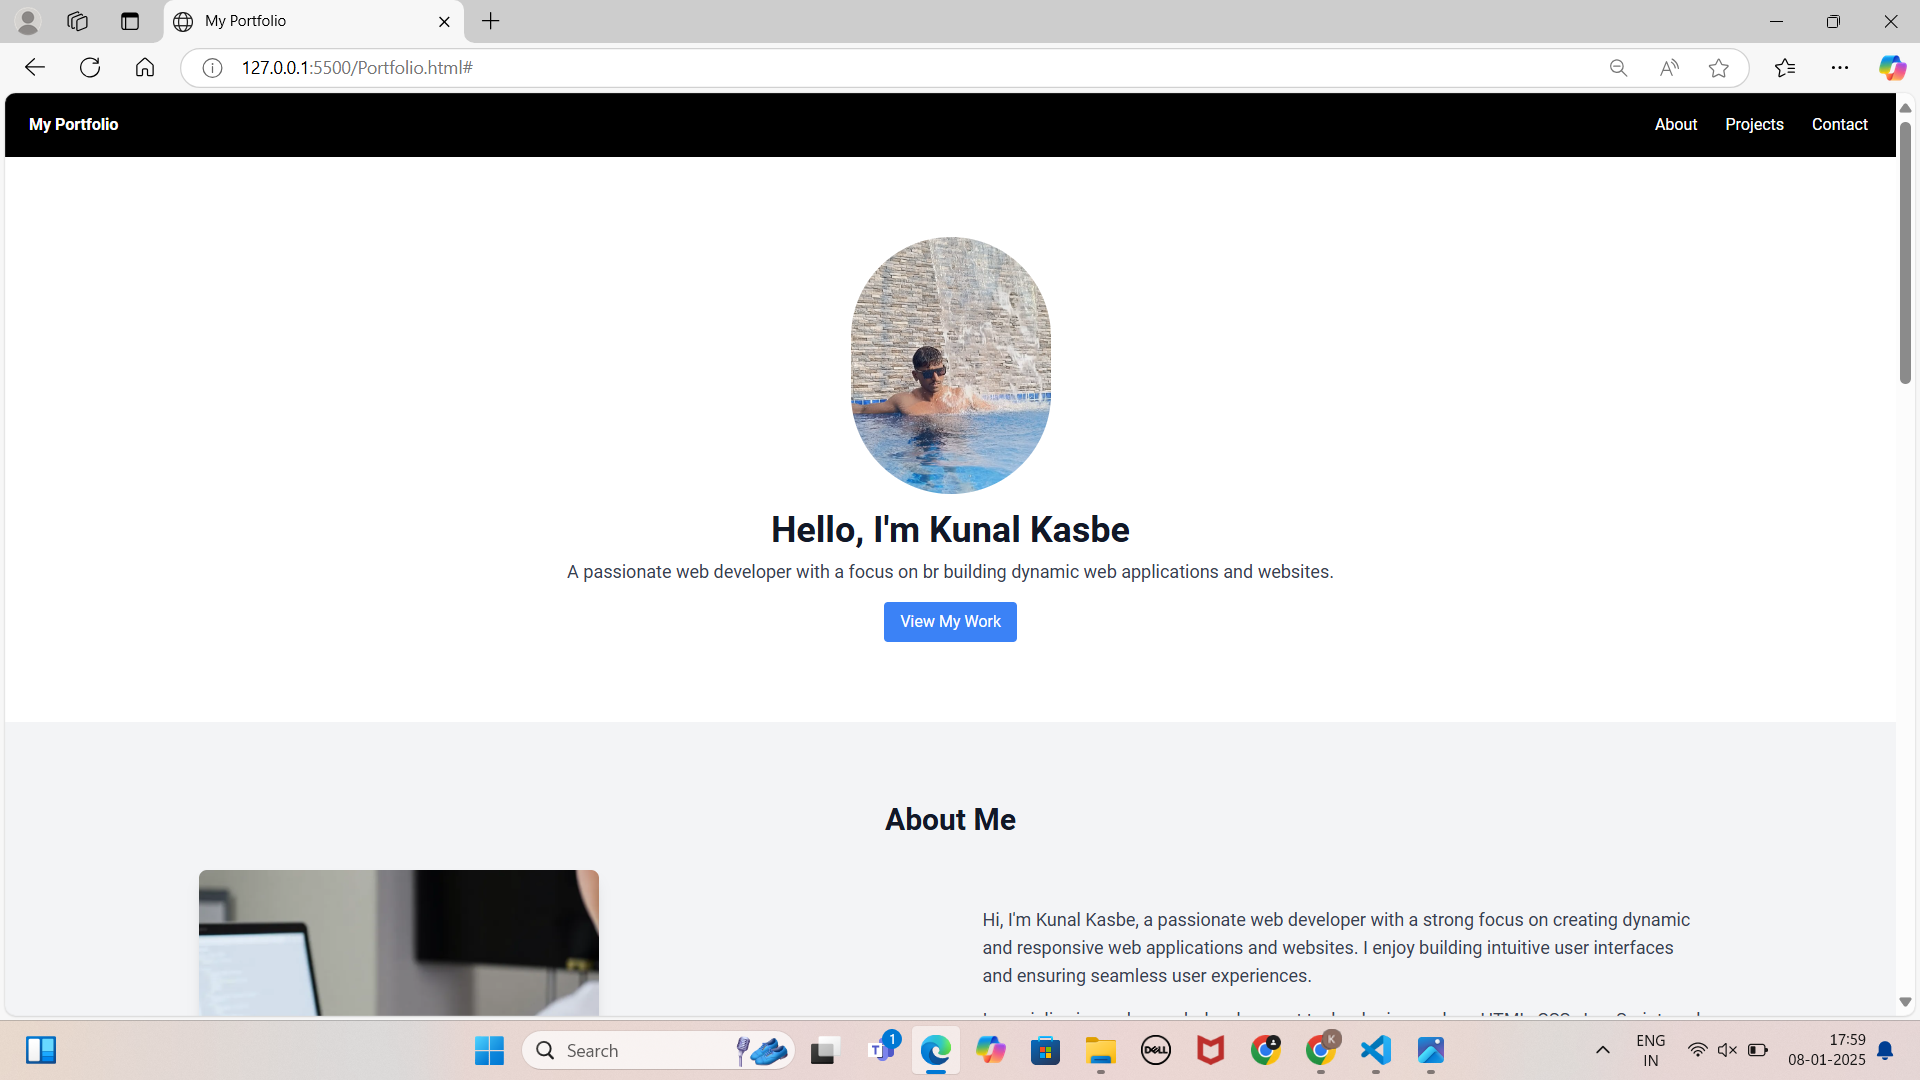 My Portfolio
127.0.0.1:5500/Portfolio.html#
My Portfolio
About Projects Contact
Hello, I'm Kunal Kasbe
A passionate web developer with a focus on br building dynamic web applications and websites.
View My Work
About Me
Hi, I'm Kunal Kasbe, a passionate web developer with a strong focus on creating dynamic
and responsive web applications and websites. I enjoy building intuitive user interfaces
and ensuring seamless user experiences.
Search
1
T
DELL
K
ENG
IN
17:59
08-01-2025